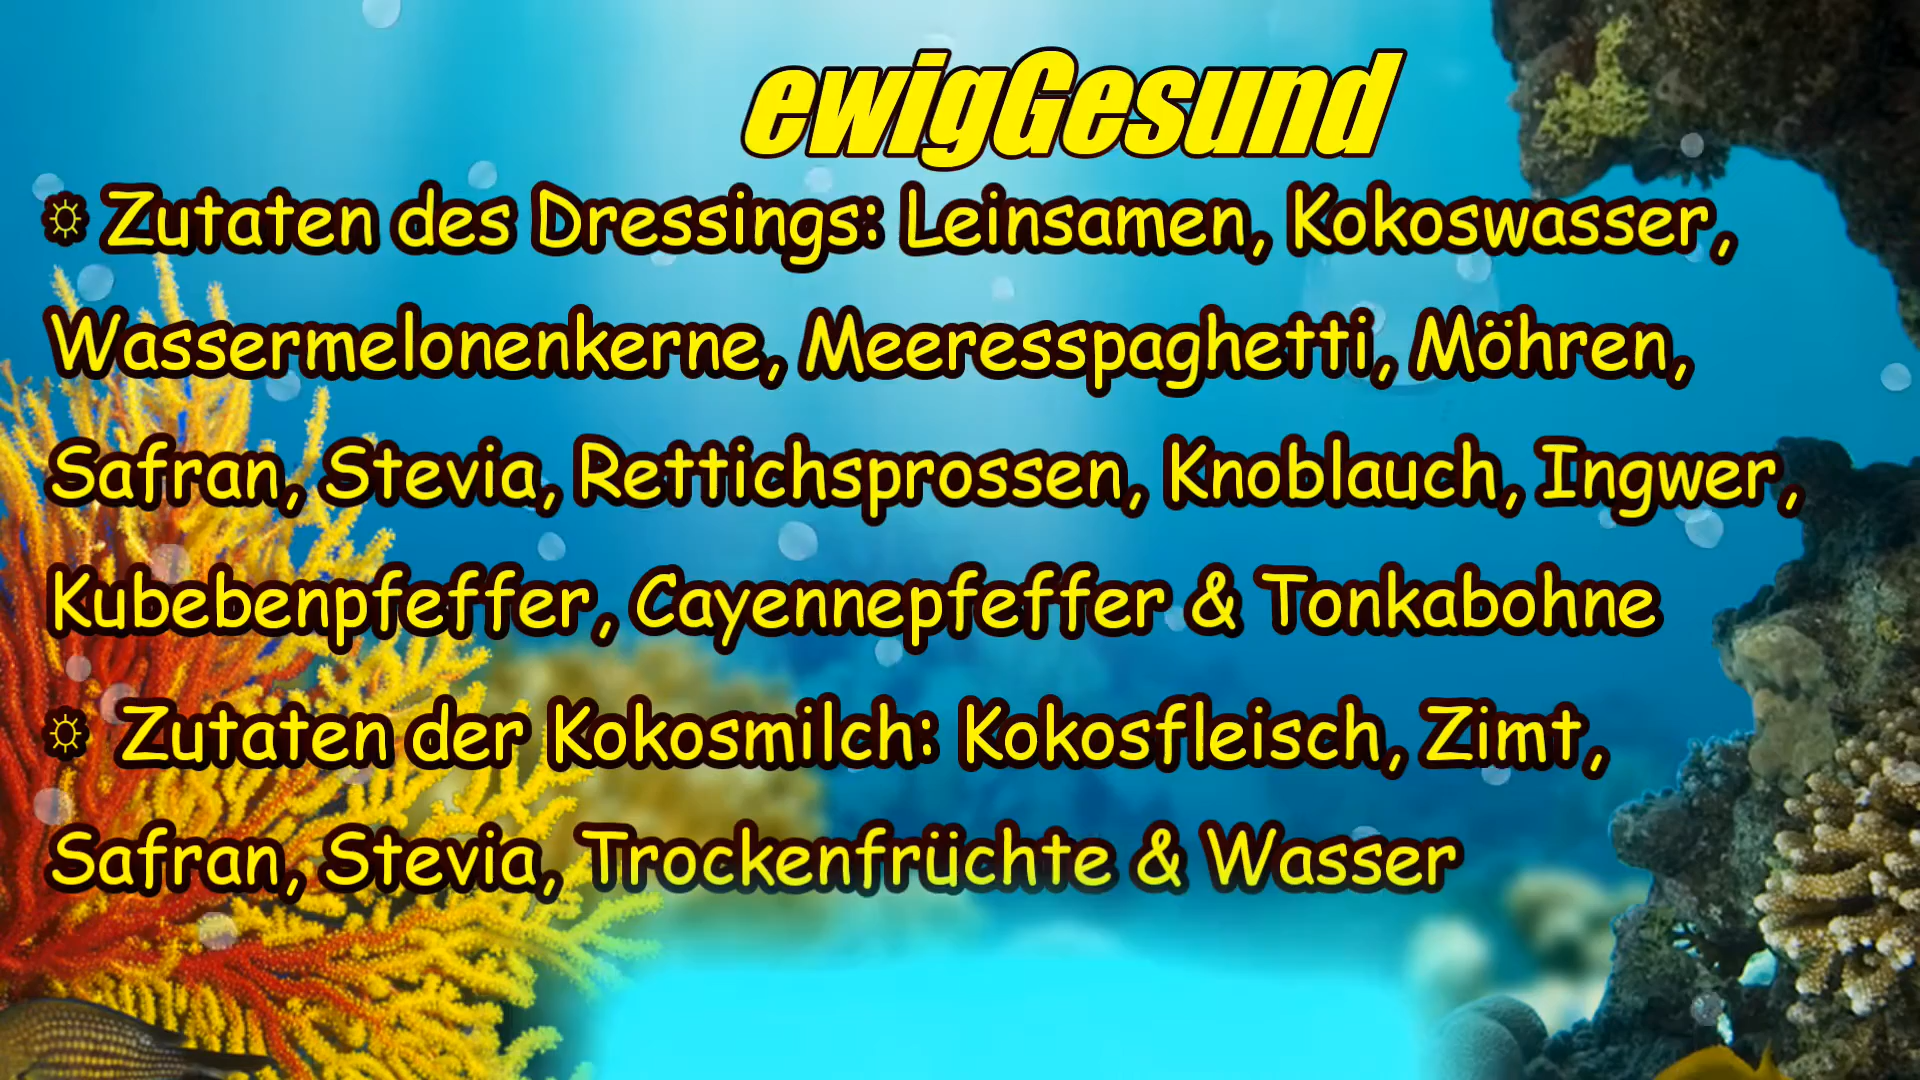 ewigGesund
☼ Zutaten des Dressings: Leinsamen, Kokoswasser,
Wassermelonenkerne, Meeresspaghetti, Möhren,
Safran, Stevia, Rettichsprossen, Knoblauch, Ingwer,
Kubebenpfeffer, Cayennepfeffer & Tonkabohne
☼ Zutaten der Kokosmilch: Kokosfleisch, Zimt,
Safran, Stevia, Trockenfrüchte & Wasser